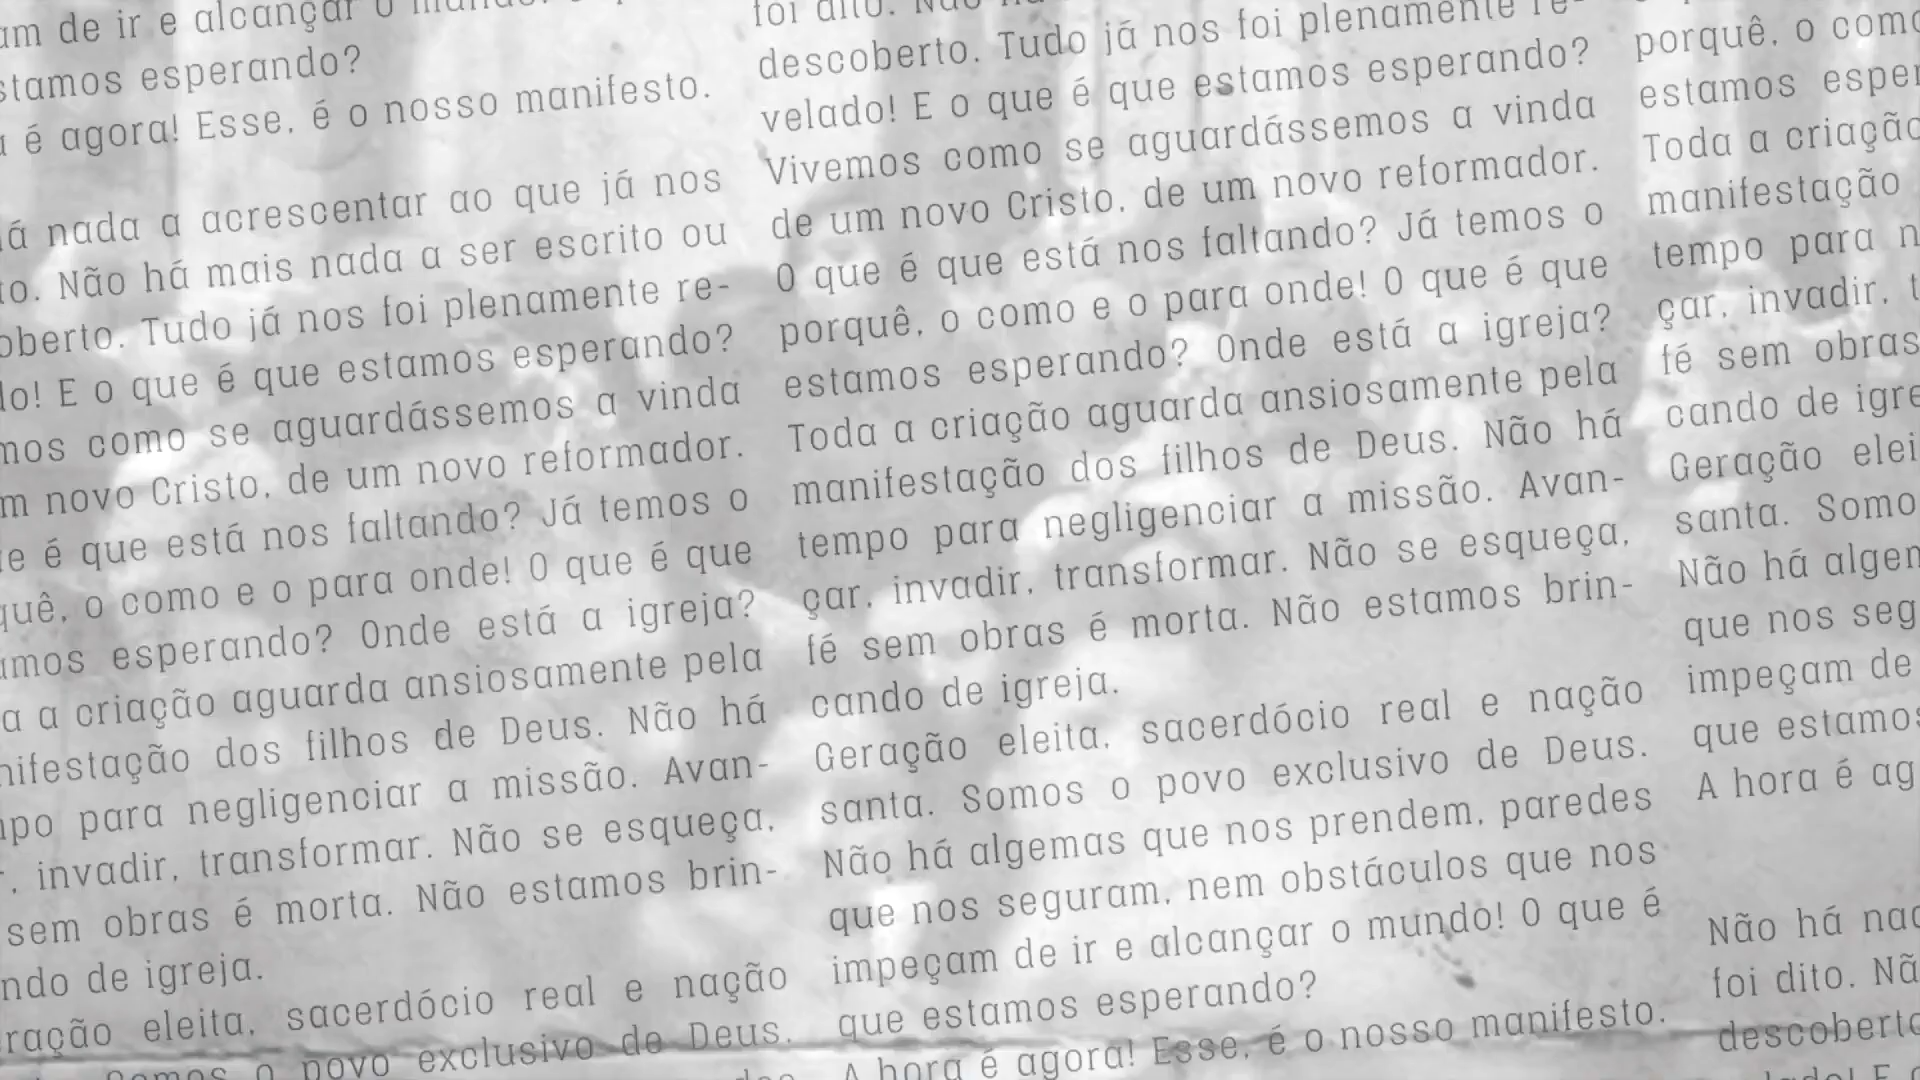 am de ir e alcançar o
stamos esperando?
é agora! Esse, é o nosso manifesto.
á nada a acrescentar ao que já nos
to. Não há mais nada a ser escrito ou
oberto. Tudo já nos foi plenamente re-
do! E o que é que estamos esperando?
mos como se aguardássemos a vinda
m novo Cristo, de um novo reformador.
ue é que está nos faltando? Já temos o
quê, o como e o para onde! O que é que
amos esperando? Onde está a igreja?
a a criação aguarda ansiosamente pela
nifestação dos filhos de Deus. Não há
mpo para negligenciar a missão. Avan-
r, invadir, transformar. Não se esqueça,
sem obras é morta. Não estamos brin-
ndo de igreja.
ração eleita, sacerdócio real e nação
Somos o povo exclusivo de Deus.
foi dito. Não
descoberto. Tudo já nos foi plenamente re-
velado! E o que é que estamos esperando?
Vivemos como se aguardássemos a vinda
de um novo Cristo, de um novo reformador.
O que é que está nos faltando? Já temos o
porquê, o como e o para onde! O que é que
estamos esperando? Onde está a igreja?
Toda a criação aguarda ansiosamente pela
manifestação dos filhos de Deus. Não há
tempo para negligenciar a missão. Avan-
çar, invadir, transformar. Não se esqueça,
fé sem obras é morta. Não estamos brin-
cando de igreja.
Geração eleita, sacerdócio real e nação
santa. Somos o povo exclusivo de Deus.
Não há algemas que nos prendem, paredes
que nos seguram, nem obstáculos que nos
impeçam de ir e alcançar o mundo! O que é
que estamos esperando?
A hora é agora! Esse, é o nosso manifesto.
porquê, o como
estamos esper
Toda a criação
manifestação
tempo para n
çar, invadir, t
fé sem obras
cando de igre
Geração elei
santa. Somo
Não há algem
que nos seg
impeçam de
que estamos
A hora é ag
Não há nad
foi dito. Nã
descoberto